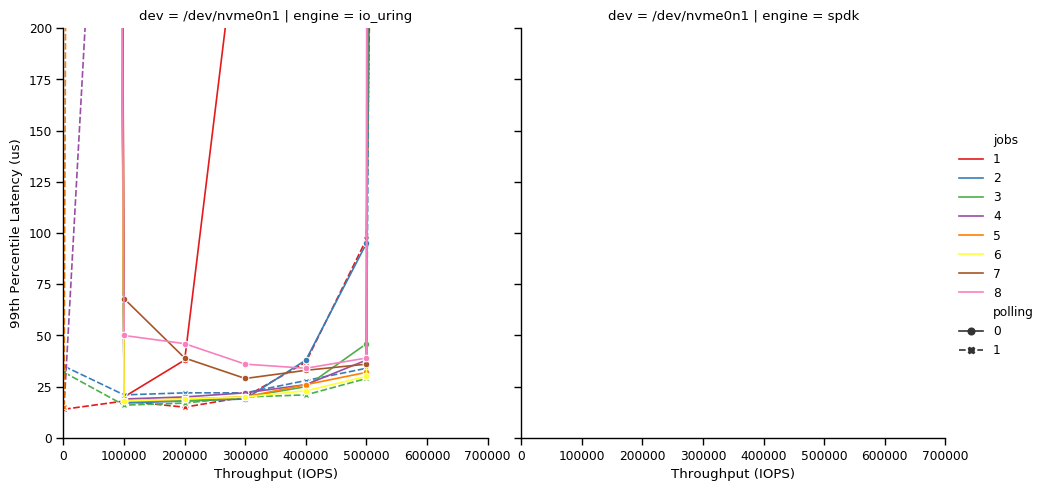 dev = /dev/nvme0n1 | engine = io_uring
dev = /dev/nvme0n1 | engine = spdk
99th Percentile Latency (us)
200
175
150
125
100
75
50
25
0
0 100000 200000 300000 400000 500000 600000 700000
Throughput (IOPS)
0 100000 200000 300000 400000 500000 600000 700000
Throughput (IOPS)
jobs
1
2
3
4
5
6
7
8
polling
0
1